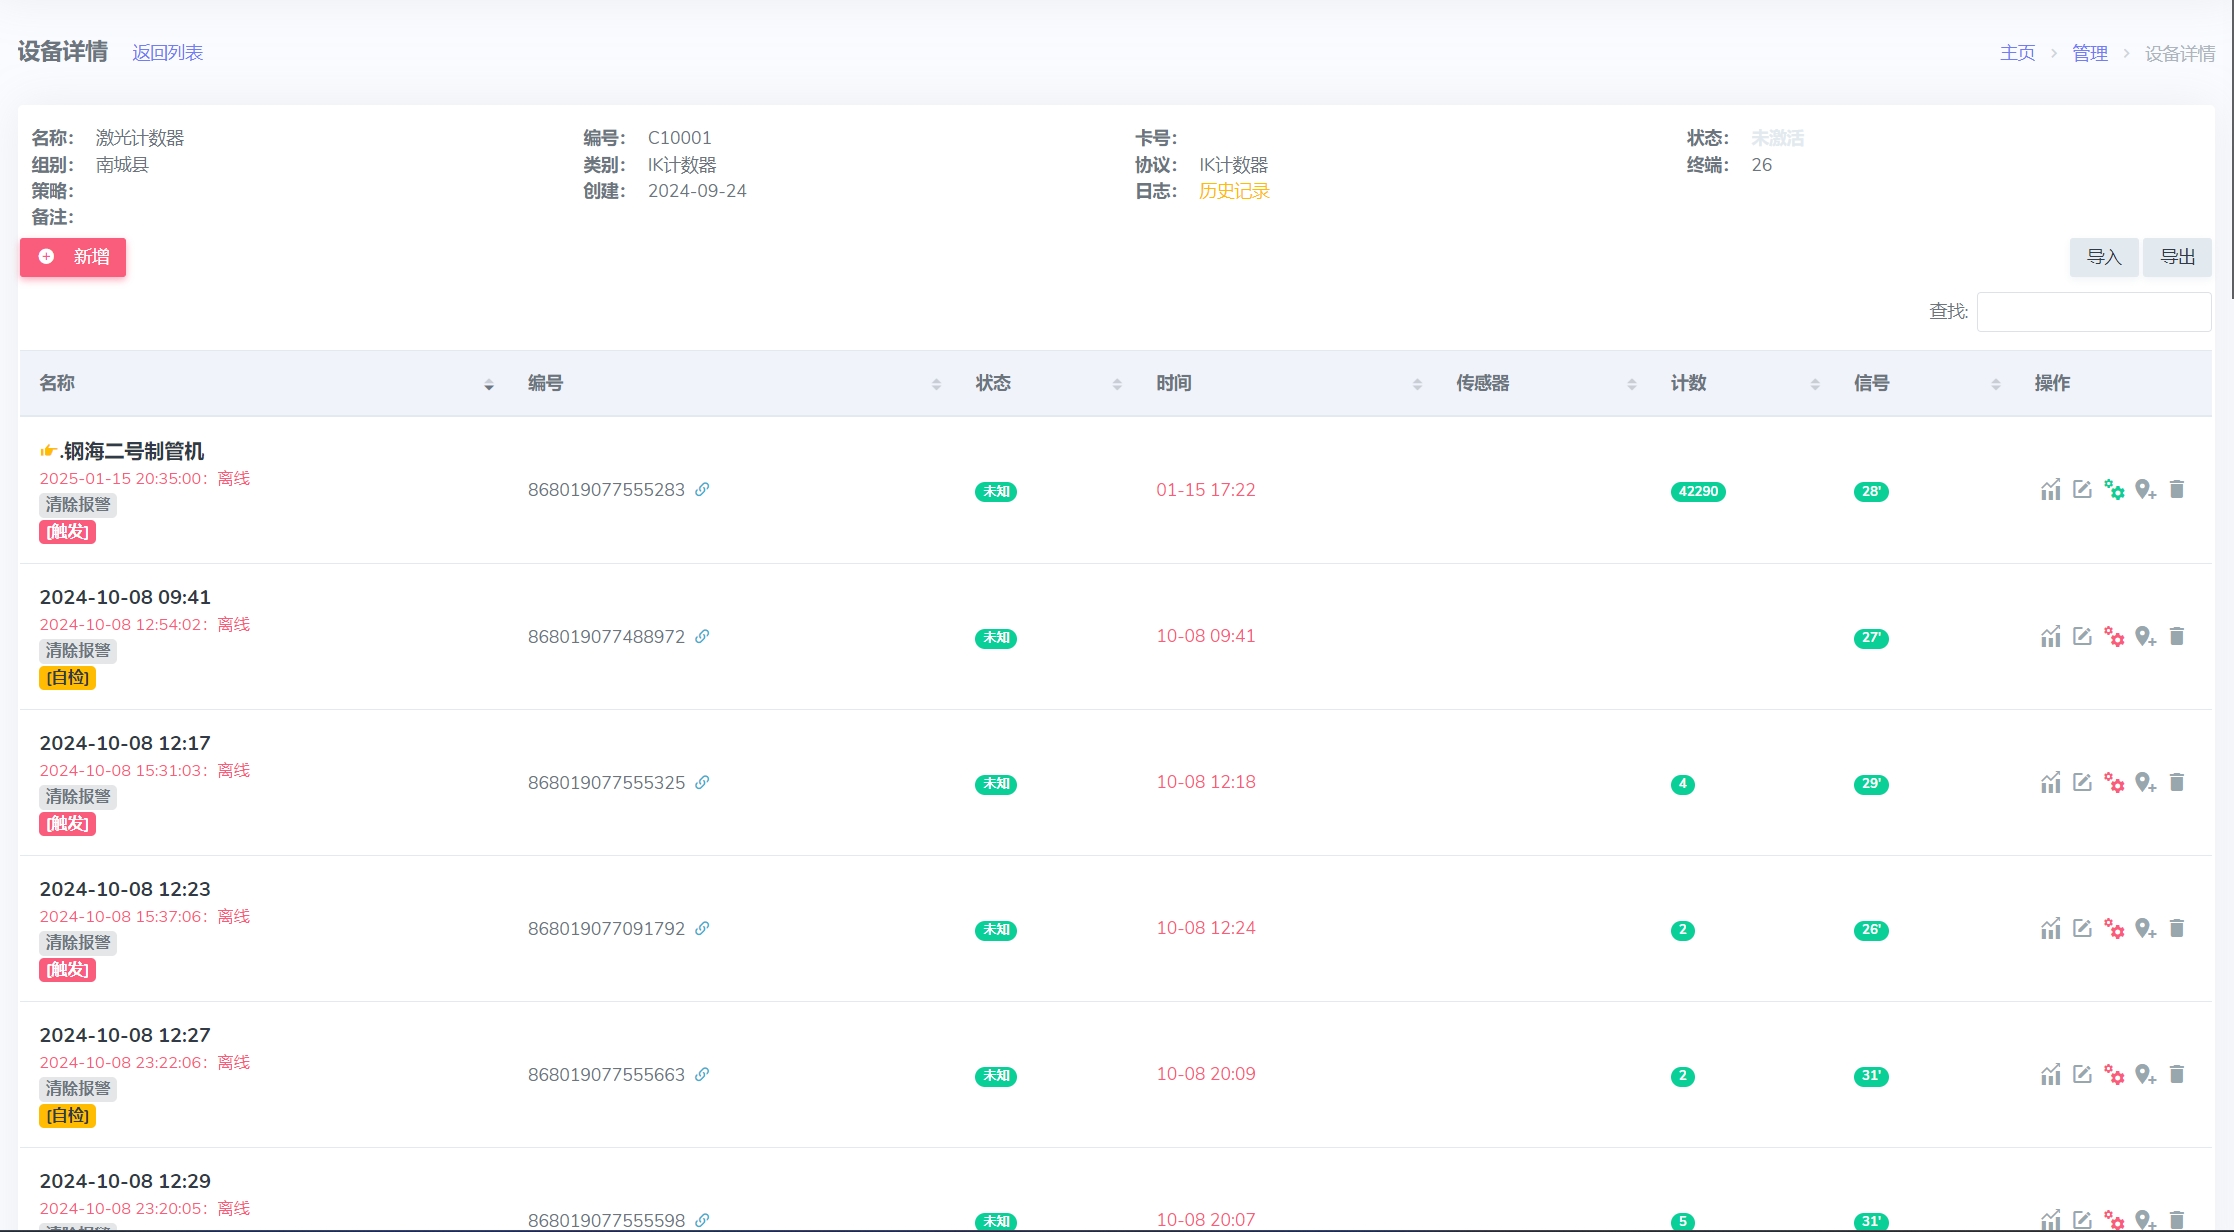 设备详情 返回列表 主页 管理 设备详情
名称： 激光计数器 编号： C10001 卡号： 状态： 未激活
组别： 南城县 类别： IK计数器 协议： IK计数器 终端： 26
策略： 创建： 2024-09-24 日志： 历史记录
备注：
新增 导入 导出
查找:
名称 编号 状态 时间 传感器 计数 信号 操作
.钢海二号制管机
2025-01-15 20:35:00：离线
868019077555283 未知 01-15 17:22 42290 28'
清除报警
[触发]
2024-10-08 09:41
2024-10-08 12:54:02：离线
868019077488972 未知 10-08 09:41 27'
清除报警
[自检]
2024-10-08 12:17
2024-10-08 15:31:03：离线
868019077555325 未知 10-08 12:18 4 29'
清除报警
[触发]
2024-10-08 12:23
2024-10-08 15:37:06：离线
868019077091792 未知 10-08 12:24 2 26'
清除报警
[触发]
2024-10-08 12:27
2024-10-08 23:22:06：离线
868019077555663 未知 10-08 20:09 2 31'
清除报警
[自检]
2024-10-08 12:29
2024-10-08 23:20:05：离线
868019077555598 未知 10-08 20:07 5 31'